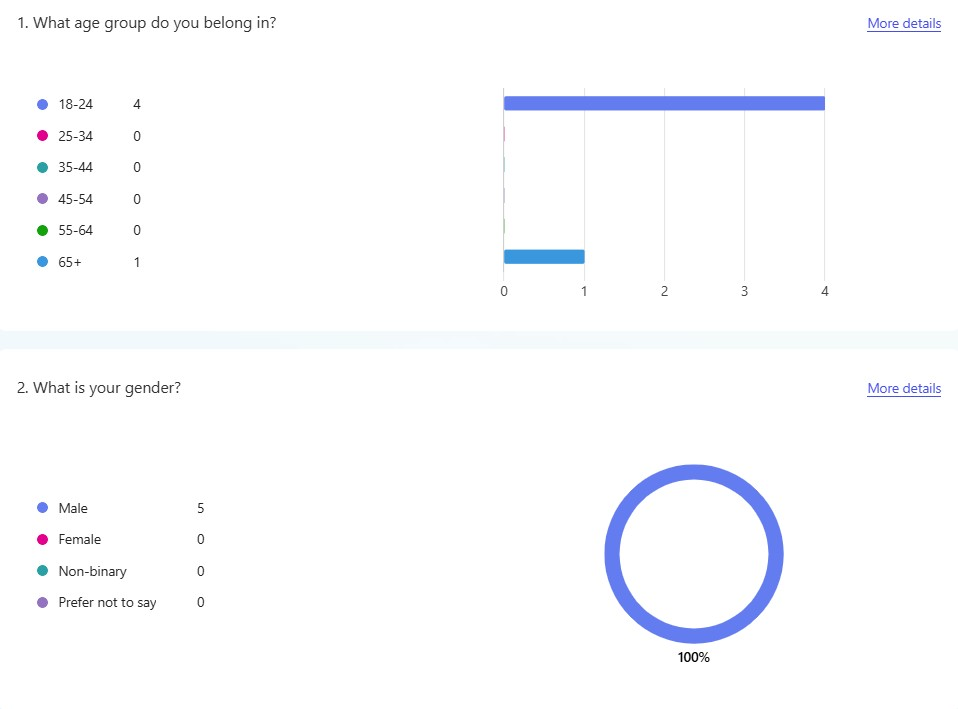 1. What age group do you belong in?
More details
18-24 4
25-34 0
35-44 0
45-54 0
55-64 0
65+ 1
0 1 2 3 4
2. What is your gender?
More details
Male 5
Female 0
Non-binary 0
Prefer not to say 0
100%